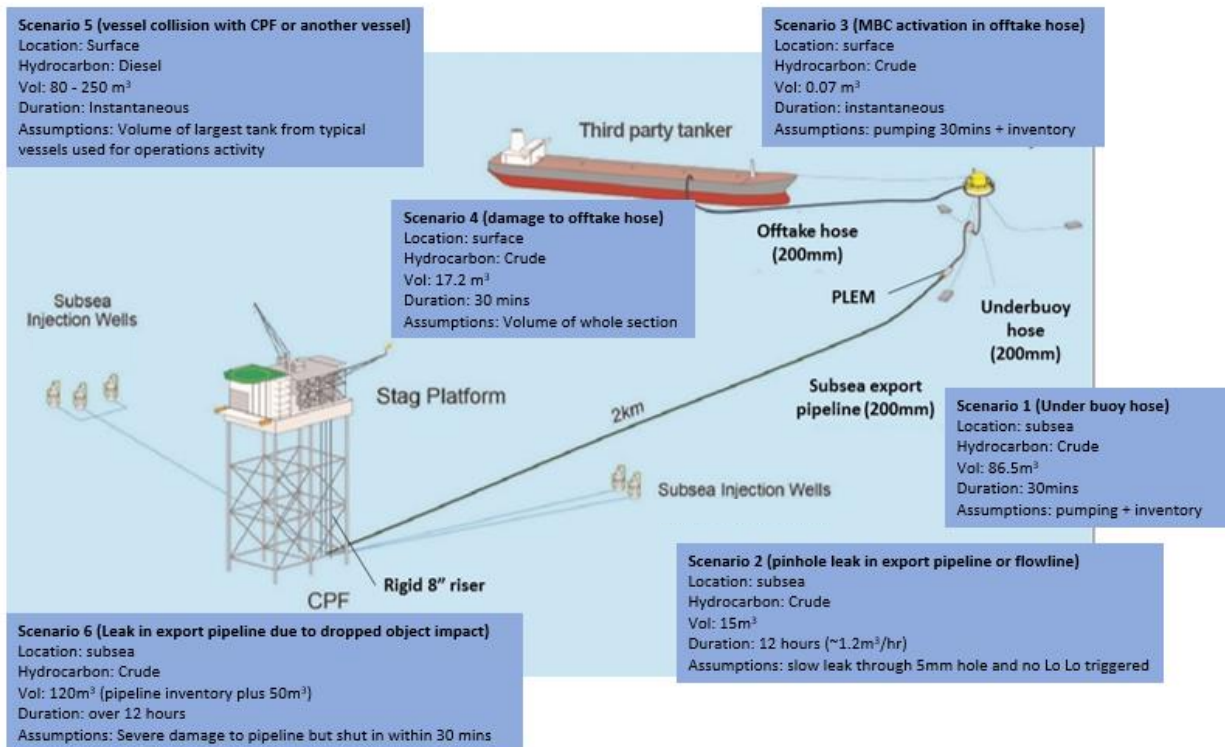 Scenario 5 (vessel collision with CPF or another vessel)
Location: Surface
Hydrocarbon: Diesel
Vol: 80 - 250 m³
Duration: Instantaneous
Assumptions: Volume of largest tank from typical
vessels used for operations activity
Scenario 3 (MBC activation in offtake hose)
Location: surface
Hydrocarbon: Crude
Vol: 0.07 m³
Duration: instantaneous
Assumptions: pumping 30mins + inventory
Third party tanker
Scenario 4 (damage to offtake hose)
Location: surface
Hydrocarbon: Crude
Vol: 17.2 m³
Duration: 30 mins
Assumptions: Volume of whole section
Offtake hose
(200mm)
PLEM
Underbuoy
hose
(200mm)
Subsea
Injection Wells
Stag Platform
2km
Subsea export
pipeline (200mm)
Scenario 1 (Under buoy hose)
Location: subsea
Hydrocarbon: Crude
Vol: 86.5m³
Duration: 30mins
Assumptions: pumping + inventory
Subsea Injection Wells
Scenario 2 (pinhole leak in export pipeline or flowline)
Location: subsea
Hydrocarbon: Crude
Vol: 15m³
Duration: 12 hours (~1.2m³/hr)
Assumptions: slow leak through 5mm hole and no Lo Lo triggered
Rigid 8" riser
CPF
Scenario 6 (Leak in export pipeline due to dropped object impact)
Location: subsea
Hydrocarbon: Crude
Vol: 120m³ (pipeline inventory plus 50m³)
Duration: over 12 hours
Assumptions: Severe damage to pipeline but shut in within 30 mins